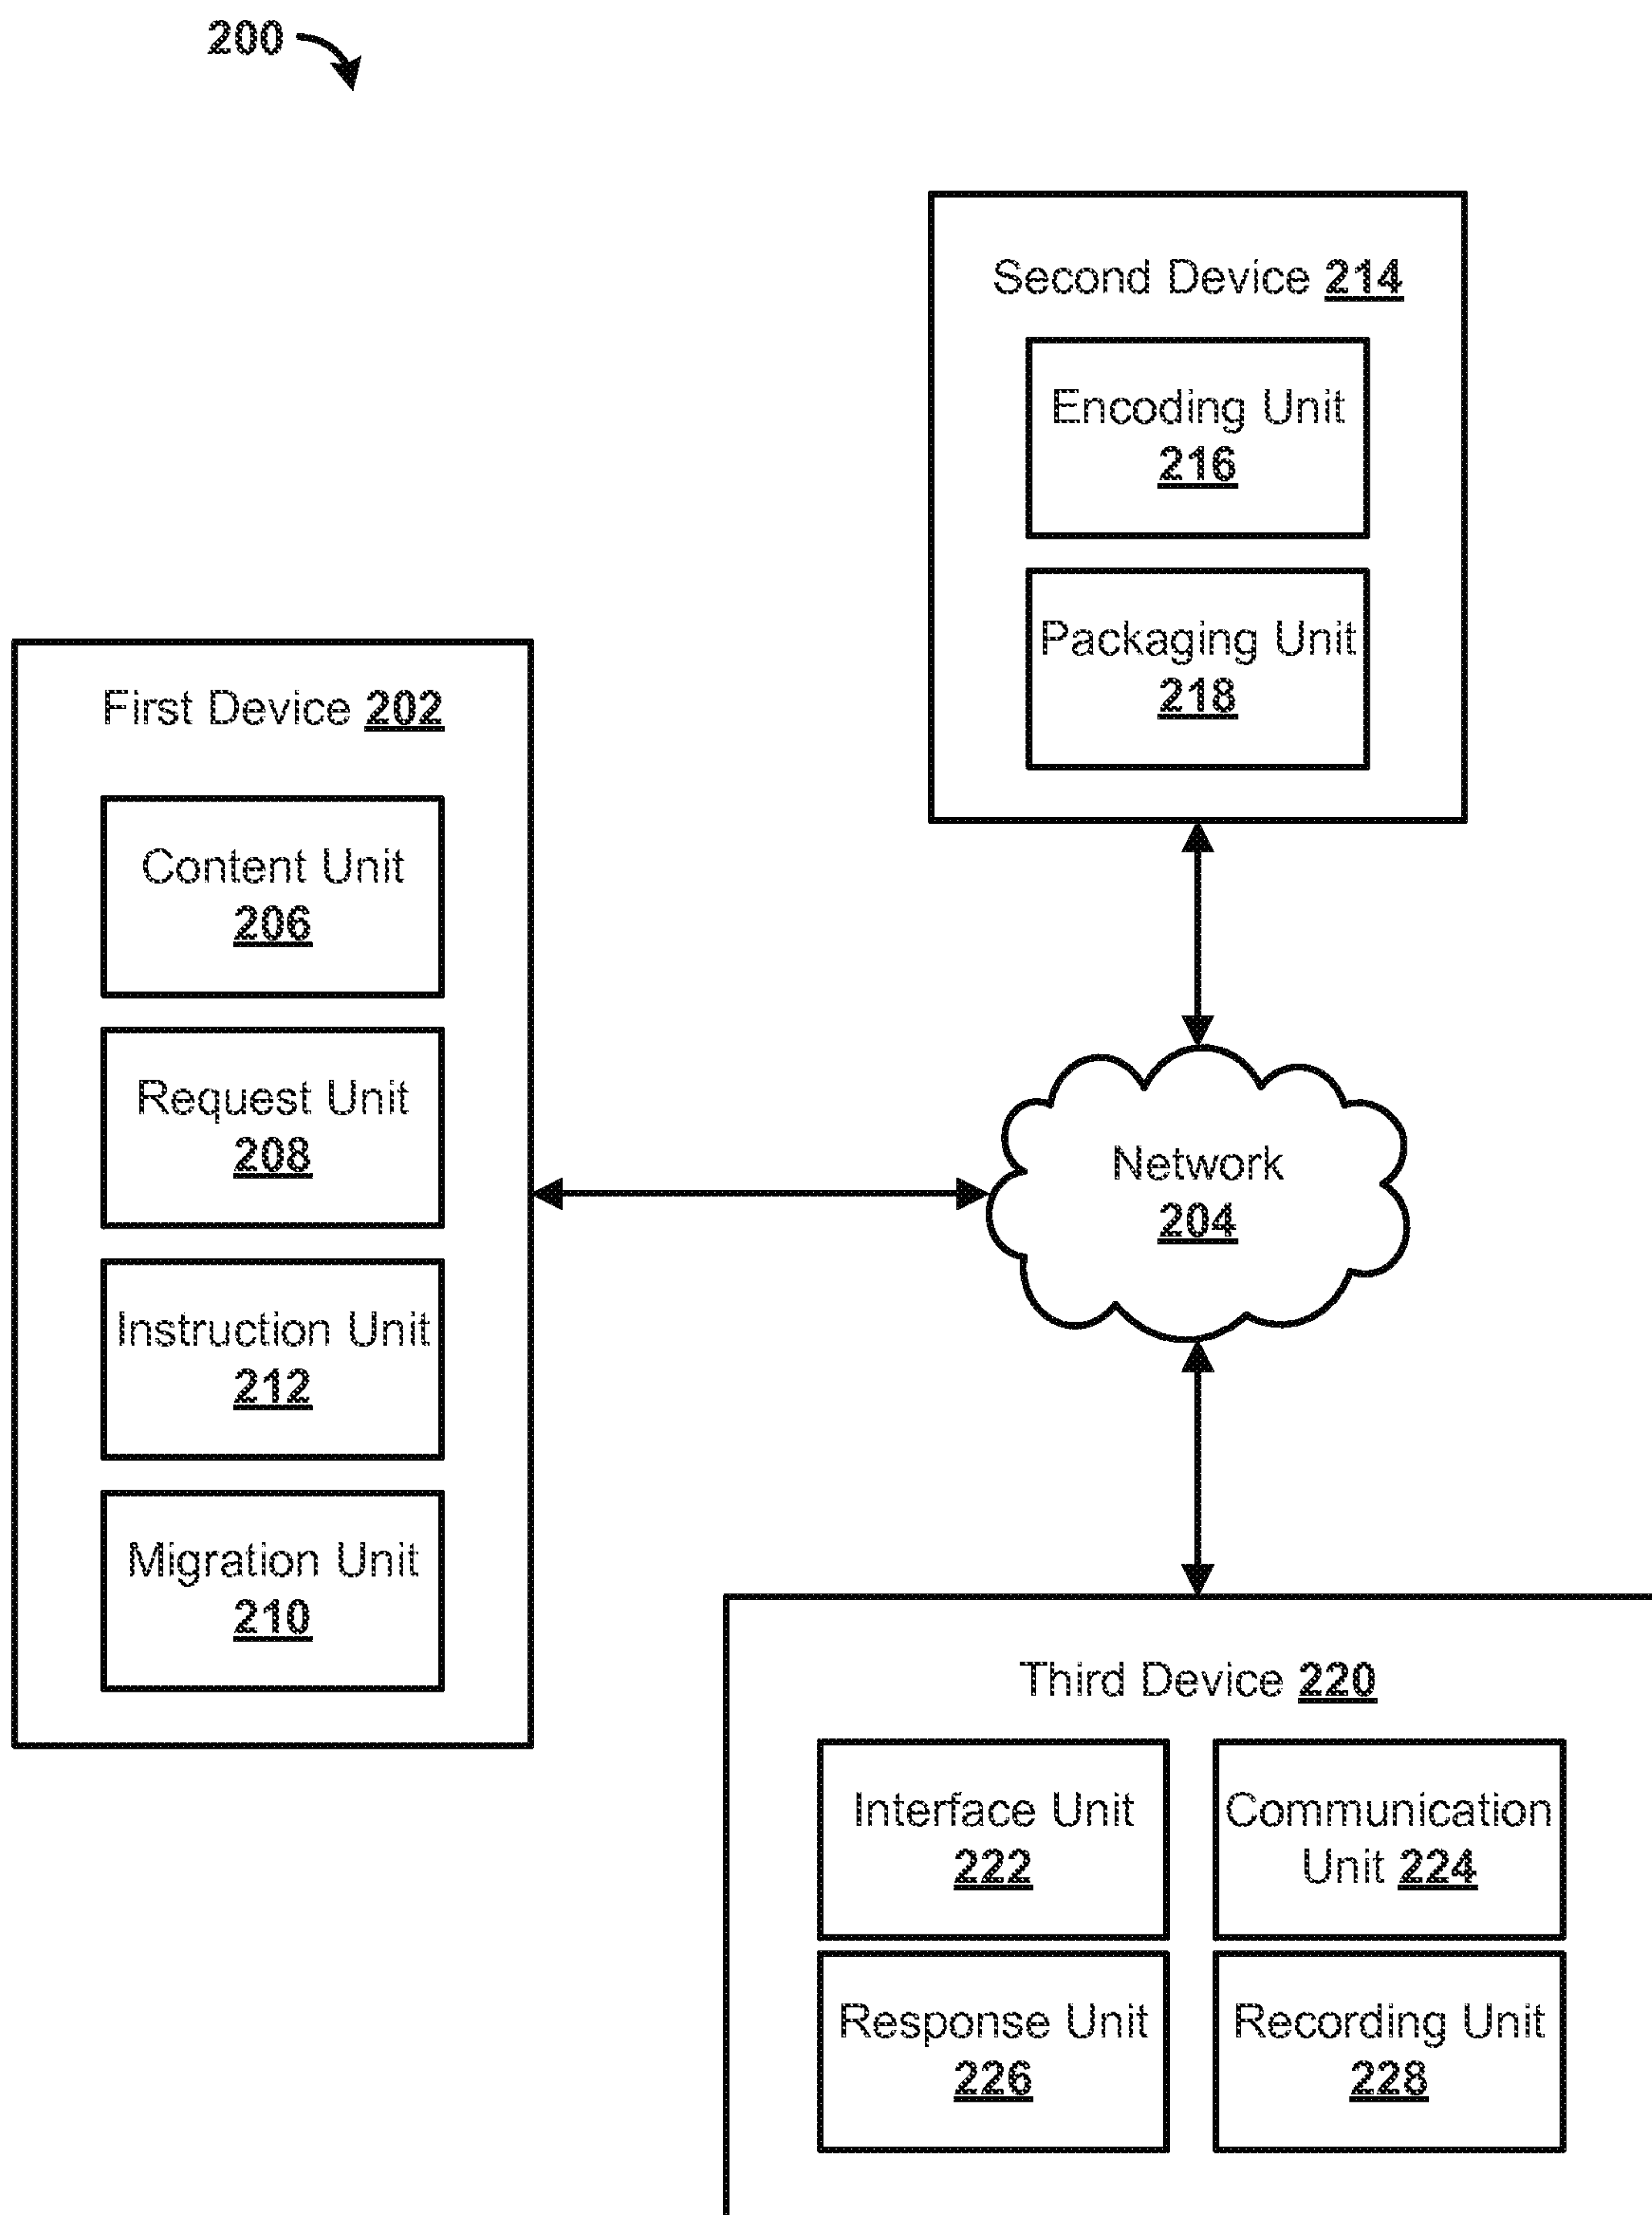 200
Second Device 214
Encoding Unit
216
Packaging Unit
218
First Device 202
Content Unit
206
Request Unit
208
Instruction Unit
212
Migration Unit
210
Network
204
Third Device 220
Interface Unit
222
Communication
Unit 224
Response Unit
226
Recording Unit
228